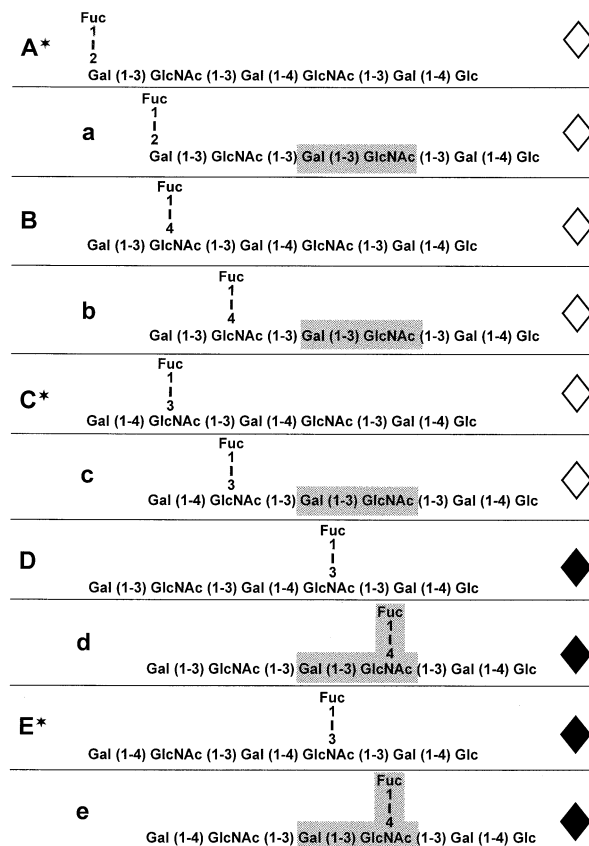 Fuc
1
2
A*
Gal (1-3) GlcNAc (1-3) Gal (1-4) GlcNAc (1-3) Gal (1-4) Glc
Fuc
1
2
a
Gal (1-3) GlcNAc (1-3) Gal (1-3) GlcNAc (1-3) Gal (1-4) Glc
Fuc
1
4
B
Gal (1-3) GlcNAc (1-3) Gal (1-4) GlcNAc (1-3) Gal (1-4) Glc
Fuc
1
4
b
Gal (1-3) GlcNAc (1-3) Gal (1-3) GlcNAc (1-3) Gal (1-4) Glc
Fuc
1
3
C*
Gal (1-4) GlcNAc (1-3) Gal (1-4) GlcNAc (1-3) Gal (1-4) Glc
Fuc
1
3
c
Gal (1-4) GlcNAc (1-3) Gal (1-3) GlcNAc (1-3) Gal (1-4) Glc
Fuc
1
3
D
Gal (1-3) GlcNAc (1-3) Gal (1-4) GlcNAc (1-3) Gal (1-4) Glc
Fuc
1
4
d
Gal (1-3) GlcNAc (1-3) Gal (1-3) GlcNAc (1-3) Gal (1-4) Glc
Fuc
1
3
E*
Gal (1-4) GlcNAc (1-3) Gal (1-4) GlcNAc (1-3) Gal (1-4) Glc
Fuc
1
4
e
Gal (1-4) GlcNAc (1-3) Gal (1-3) GlcNAc (1-3) Gal (1-4) Glc